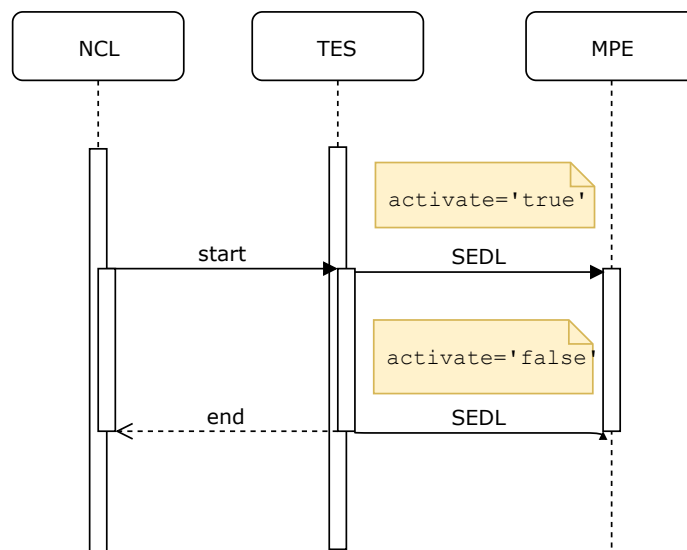 NCL
TES
MPE
activate='true'
start
SEDL
activate='false'
end
SEDL